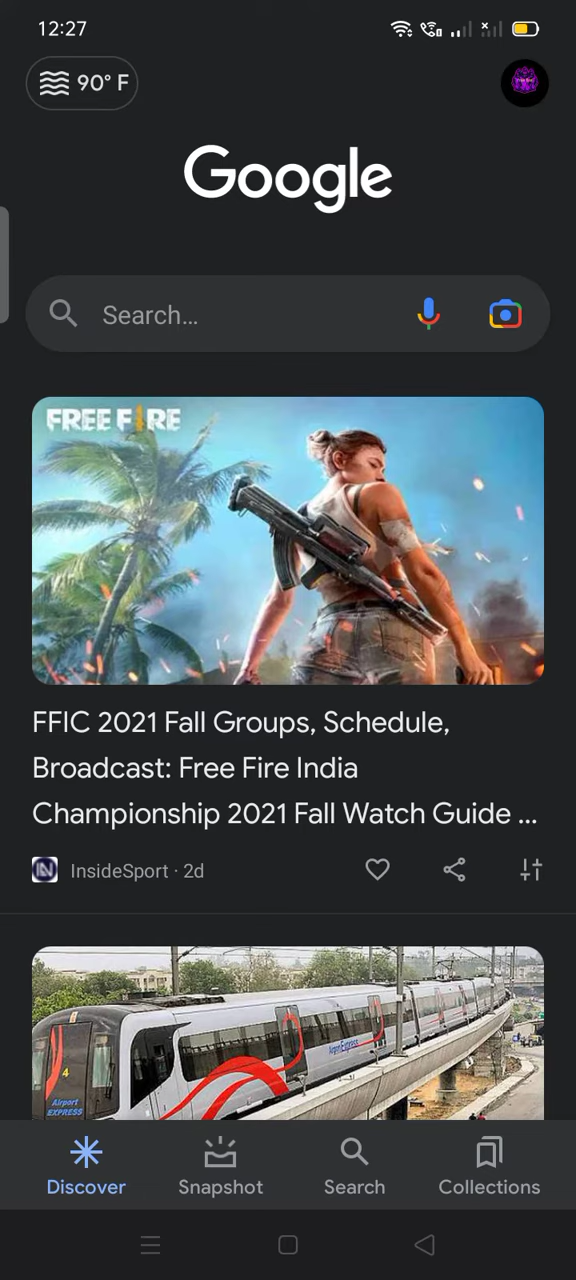 12:27
90° F
Google
Search...
FREE FIRE
FFIC 2021 Fall Groups, Schedule,
Broadcast: Free Fire India
Championship 2021 Fall Watch Guide ...
InsideSport · 2d
4
Airport
EXPRESS
Discover
Snapshot
Search
Collections